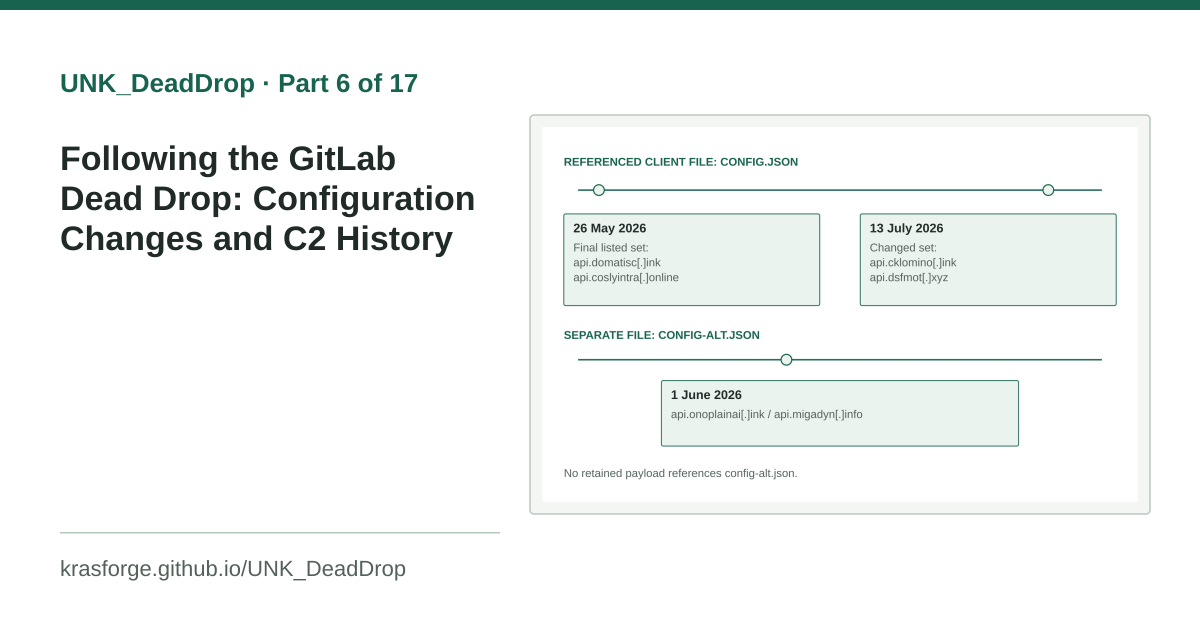 UNK_DeadDrop · Part 6 of 17
Following the GitLab
Dead Drop: Configuration
Changes and C2 History
REFERENCED CLIENT FILE: CONFIG.JSON
26 May 2026
Final listed set:
api.domatisc[.]ink
api.coslyintra[.]online
13 July 2026
Changed set:
api.cklomino[.]ink
api.dsfmot[.]xyz
SEPARATE FILE: CONFIG-ALT.JSON
1 June 2026
api.onoplainai[.]ink / api.migadyn[.]info
No retained payload references config-alt.json.
krasforge.github.io/UNK_DeadDrop